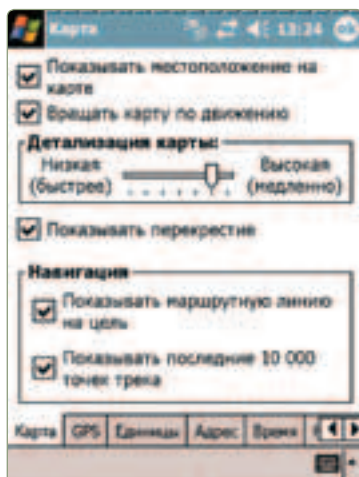 Карта 13:24 ok
Показывать местоположение на
карте
Вращать карту по движению
Детализация карты:
Низкая Высокая
(быстрее) (медленно)
Показывать перекрестие
Навигация
Показывать маршрутную линию
на цель
Показывать последние 10 000
точек трека
Карта GPS Единицы Адрес Время